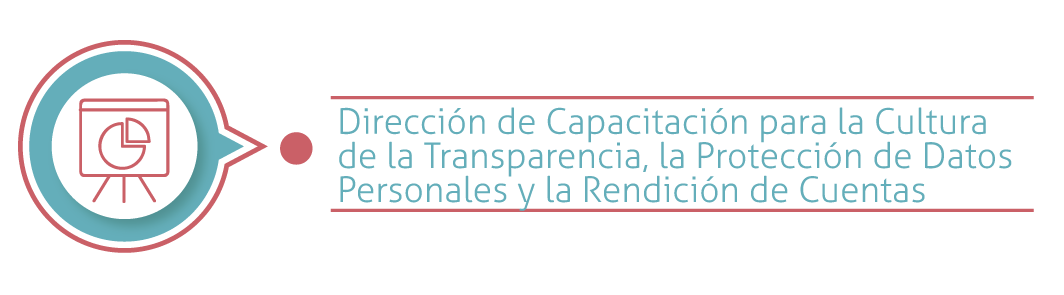 Dirección de Capacitación para la Cultura
de la Transparencia, la Protección de Datos
Personales y la Rendición de Cuentas